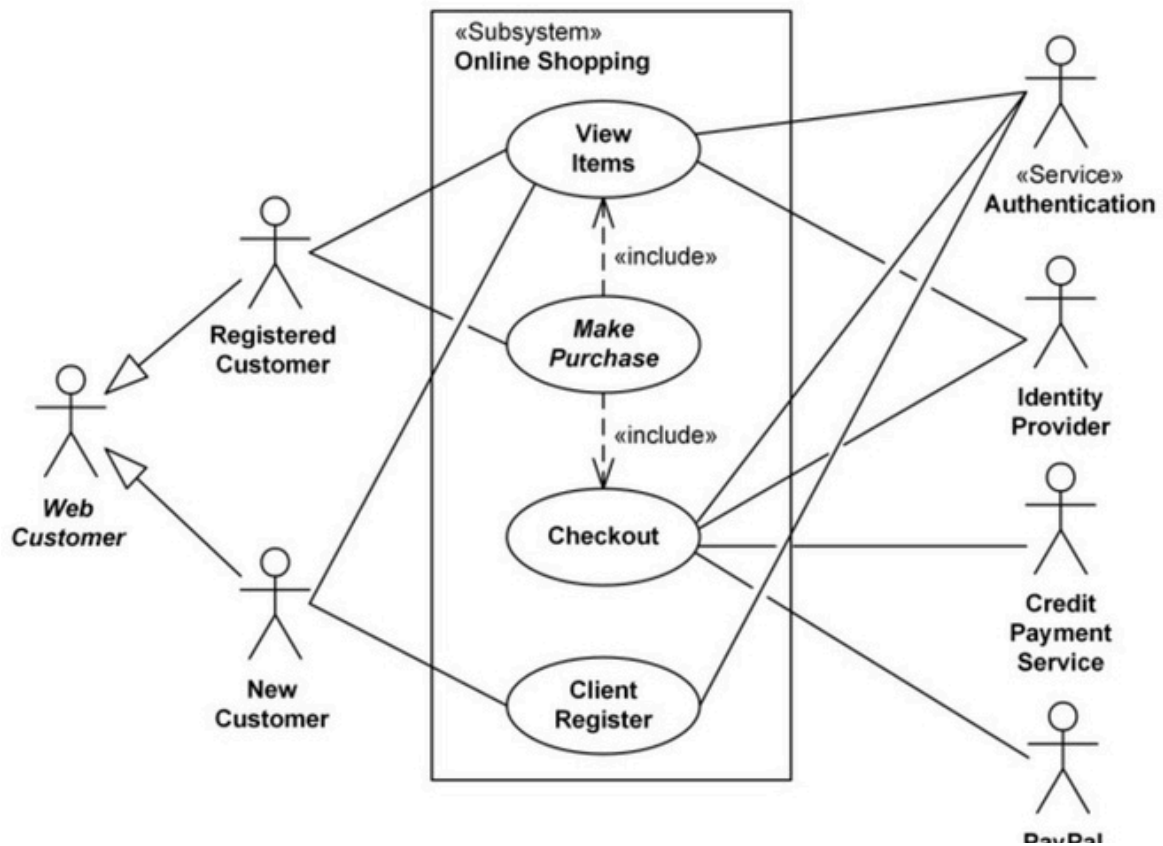 «Subsystem»
Online Shopping
View
Items
«include»
Make
Purchase
«include»
Checkout
Client
Register
Registered
Customer
Web
Customer
New
Customer
«Service»
Authentication
Identity
Provider
Credit
Payment
Service
PayPal